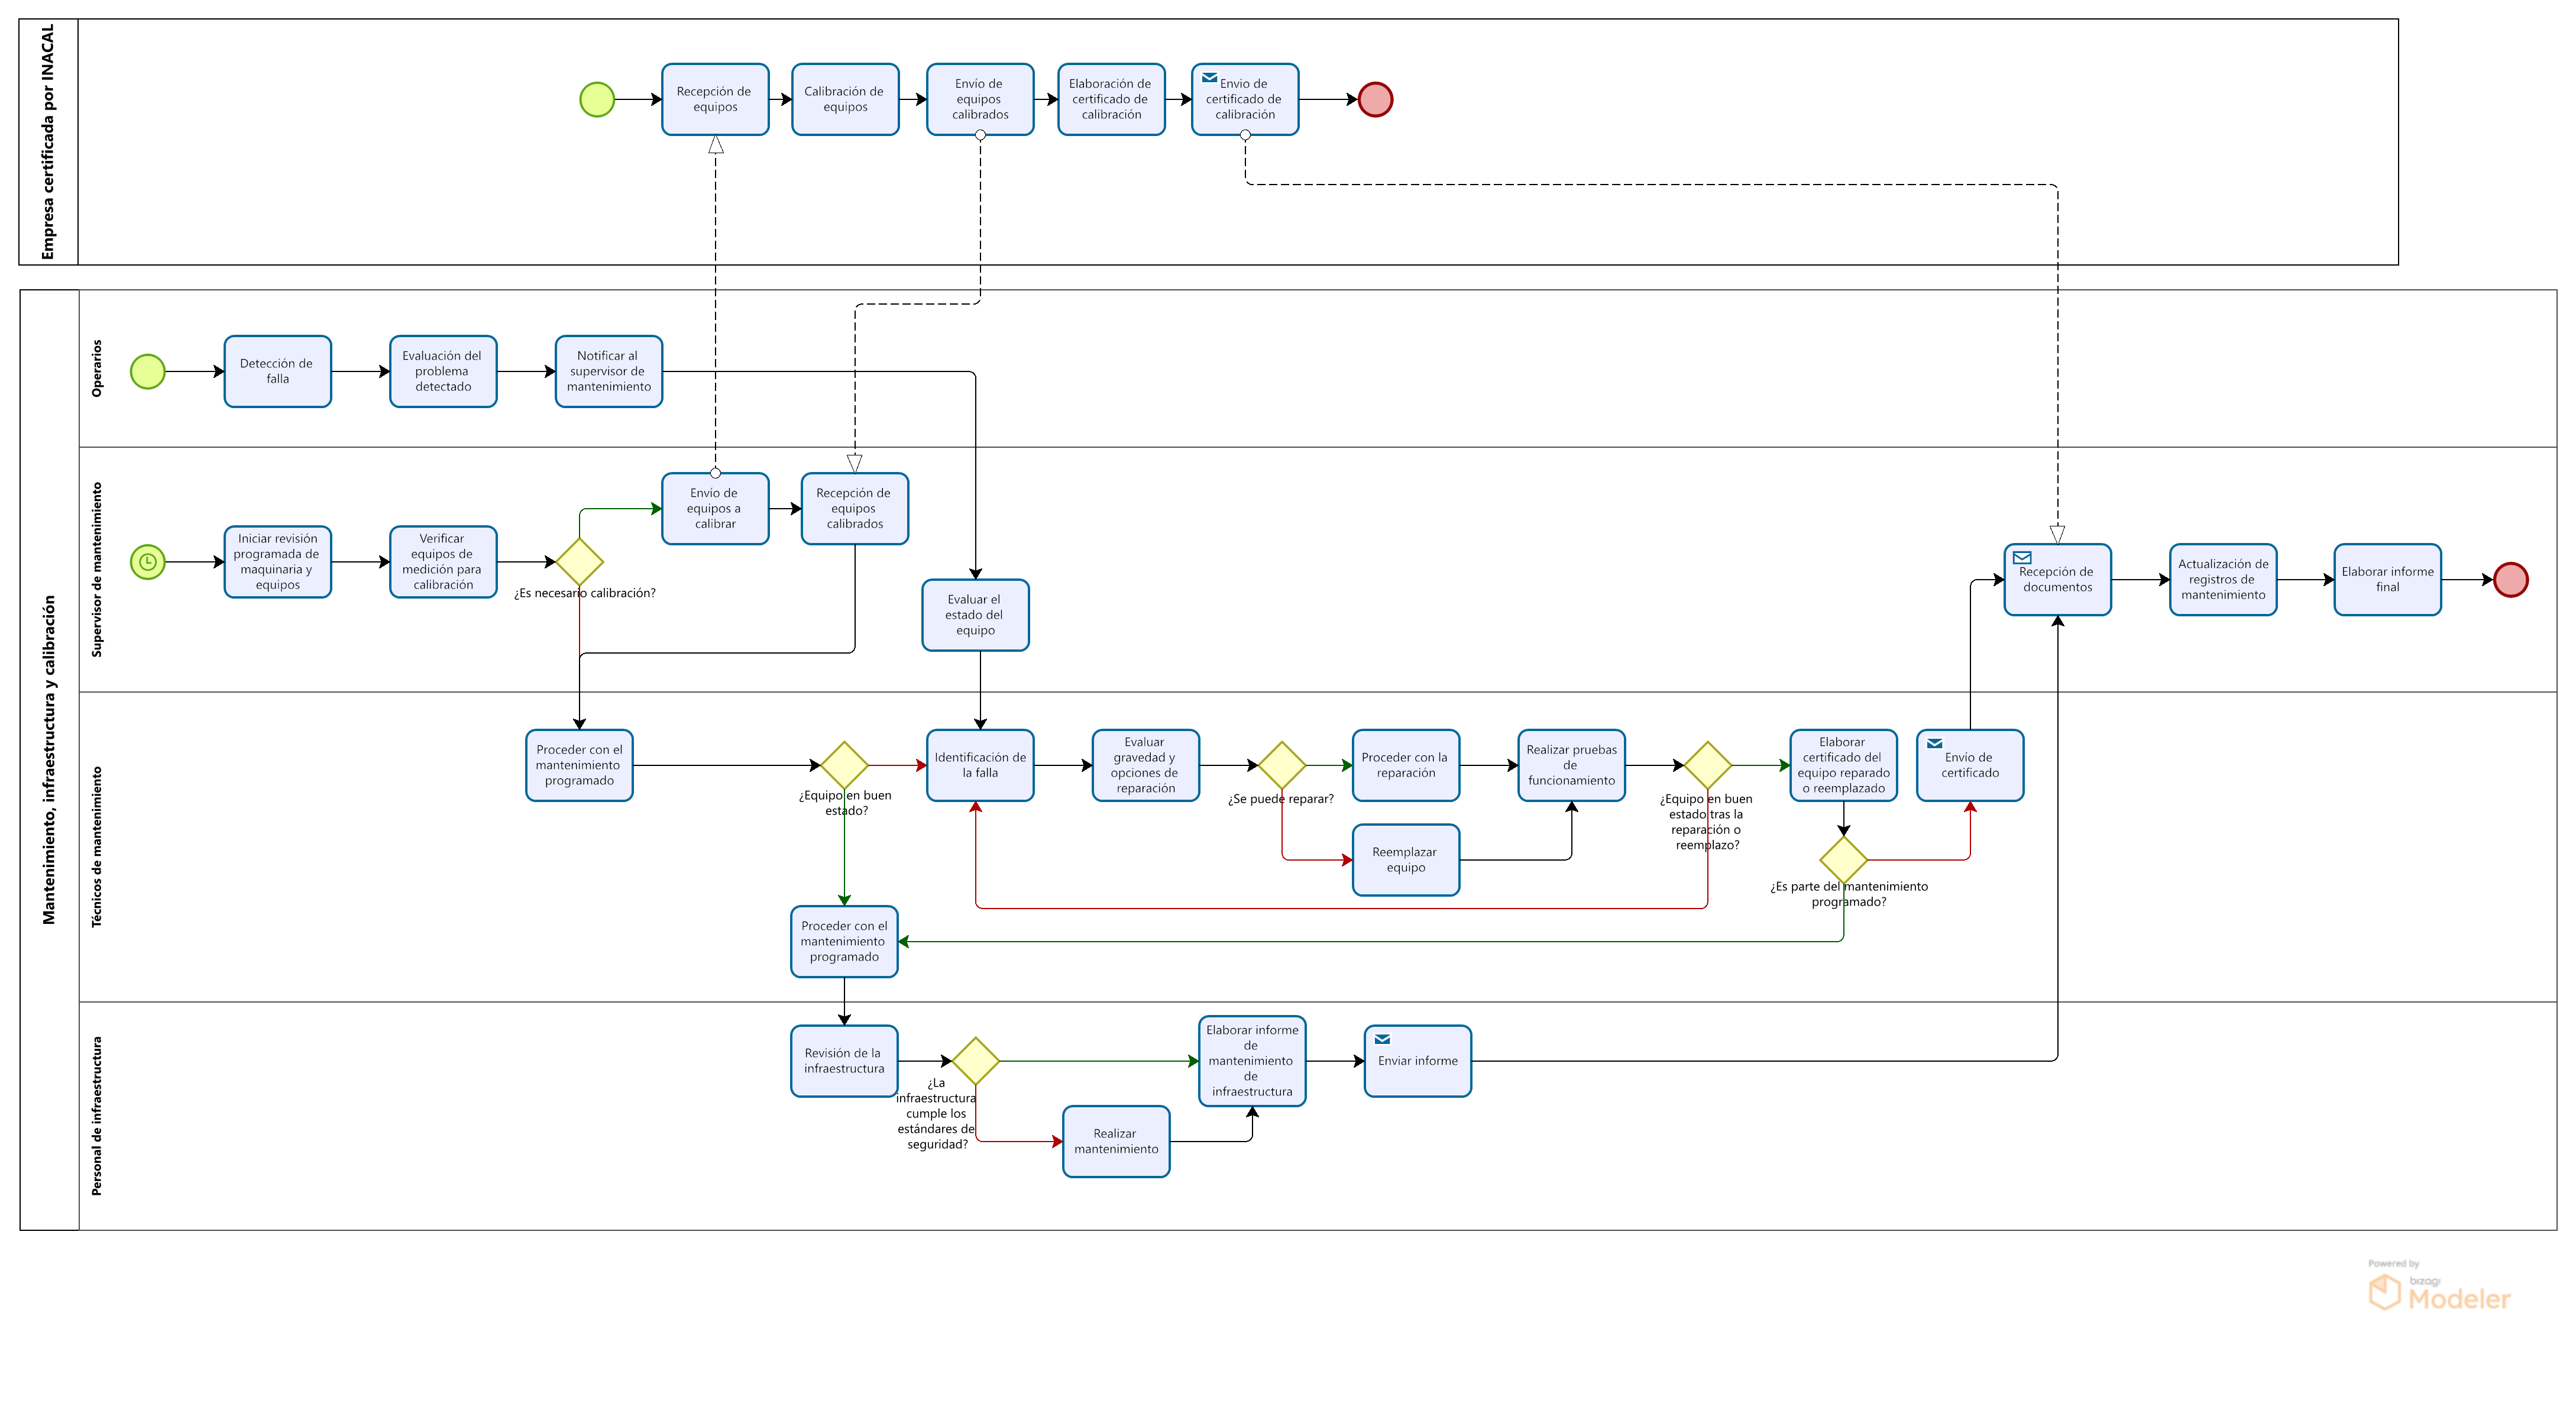 Empresa certificada por INACAL
Recepción de
equipos
Calibración de
equipos
Envío de
equipos
calibrados
Elaboración de
certificado de
calibración
Envio de
certificado de
calibración
Mantenimiento, infraestructura y calibración
Operarios
Detección de
falla
Evaluación del
problema
detectado
Notificar al
supervisor de
mantenimiento
Supervisor de mantenimiento
Iniciar revisión
programada de
maquinaria y
equipos
Verificar
equipos de
medición para
calibración
¿Es necesario calibración?
Envío de
equipos a
calibrar
Recepción de
equipos
calibrados
Evaluar el
estado del
equipo
Recepción de
documentos
Actualización de
registros de
mantenimiento
Elaborar informe
final
Técnicos de mantenimiento
Proceder con el
mantenimiento
programado
¿Equipo en buen
estado?
Identificación de
la falla
Evaluar
gravedad y
opciones de
reparación
¿Se puede reparar?
Proceder con la
reparación
Reemplazar
equipo
Realizar pruebas
de
funcionamiento
¿Equipo en buen
estado tras la
reparación o
reemplazo?
Elaborar
certificado del
equipo reparado
o reemplazado
¿Es parte del mantenimiento
programado?
Envío de
certificado
Proceder con el
mantenimiento
programado
Personal de infraestructura
Revisión de la
infraestructura
¿La
infraestructura
cumple los
estándares de
seguridad?
Realizar
mantenimiento
Elaborar informe
de
mantenimiento
de
infraestructura
Enviar informe
Powered by
bizagi
Modeler